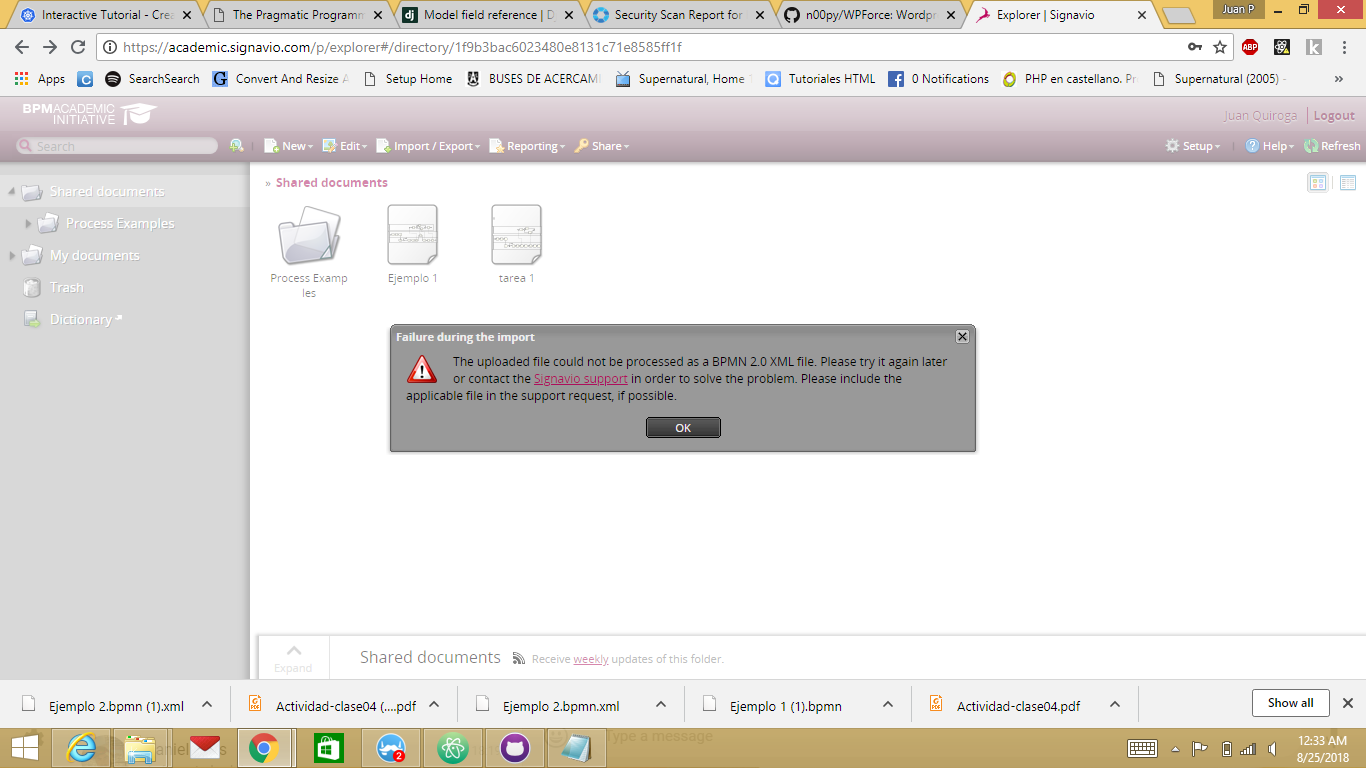 Interactive Tutorial - Crea
The Pragmatic Programm
Model field reference | D
Security Scan Report for
n00py/WPForce: Wordpr
Explorer | Signavio
Juan P
https://academic.signavio.com/p/explorer#/directory/1f9b3bac6023480e8131c71e8585ff1f
Apps
SearchSearch
Convert And Resize A
Setup Home
BUSES DE ACERCAM
Supernatural, Home
Tutoriales HTML
0 Notifications
PHP en castellano. Pr
Supernatural (2005) -
»
BPMACADEMIC
INITIATIVE
Juan Quiroga
Logout
Search
New
Edit
Import / Export
Reporting
Share
Setup
Help
Refresh
Shared documents
Process Examples
My documents
Trash
Dictionary
» Shared documents
Process Examp
les
Ejemplo 1
tarea 1
Failure during the import
The uploaded file could not be processed as a BPMN 2.0 XML file. Please try it again later
or contact the Signavio support in order to solve the problem. Please include the
applicable file in the support request, if possible.
OK
Expand
Shared documents
Receive weekly updates of this folder.
Ejemplo 2.bpmn (1).xml
Actividad-clase04 (....pdf
Ejemplo 2.bpmn.xml
Ejemplo 1 (1).bpmn
Actividad-clase04.pdf
Show all
Type a message
2
12:33 AM
8/25/2018